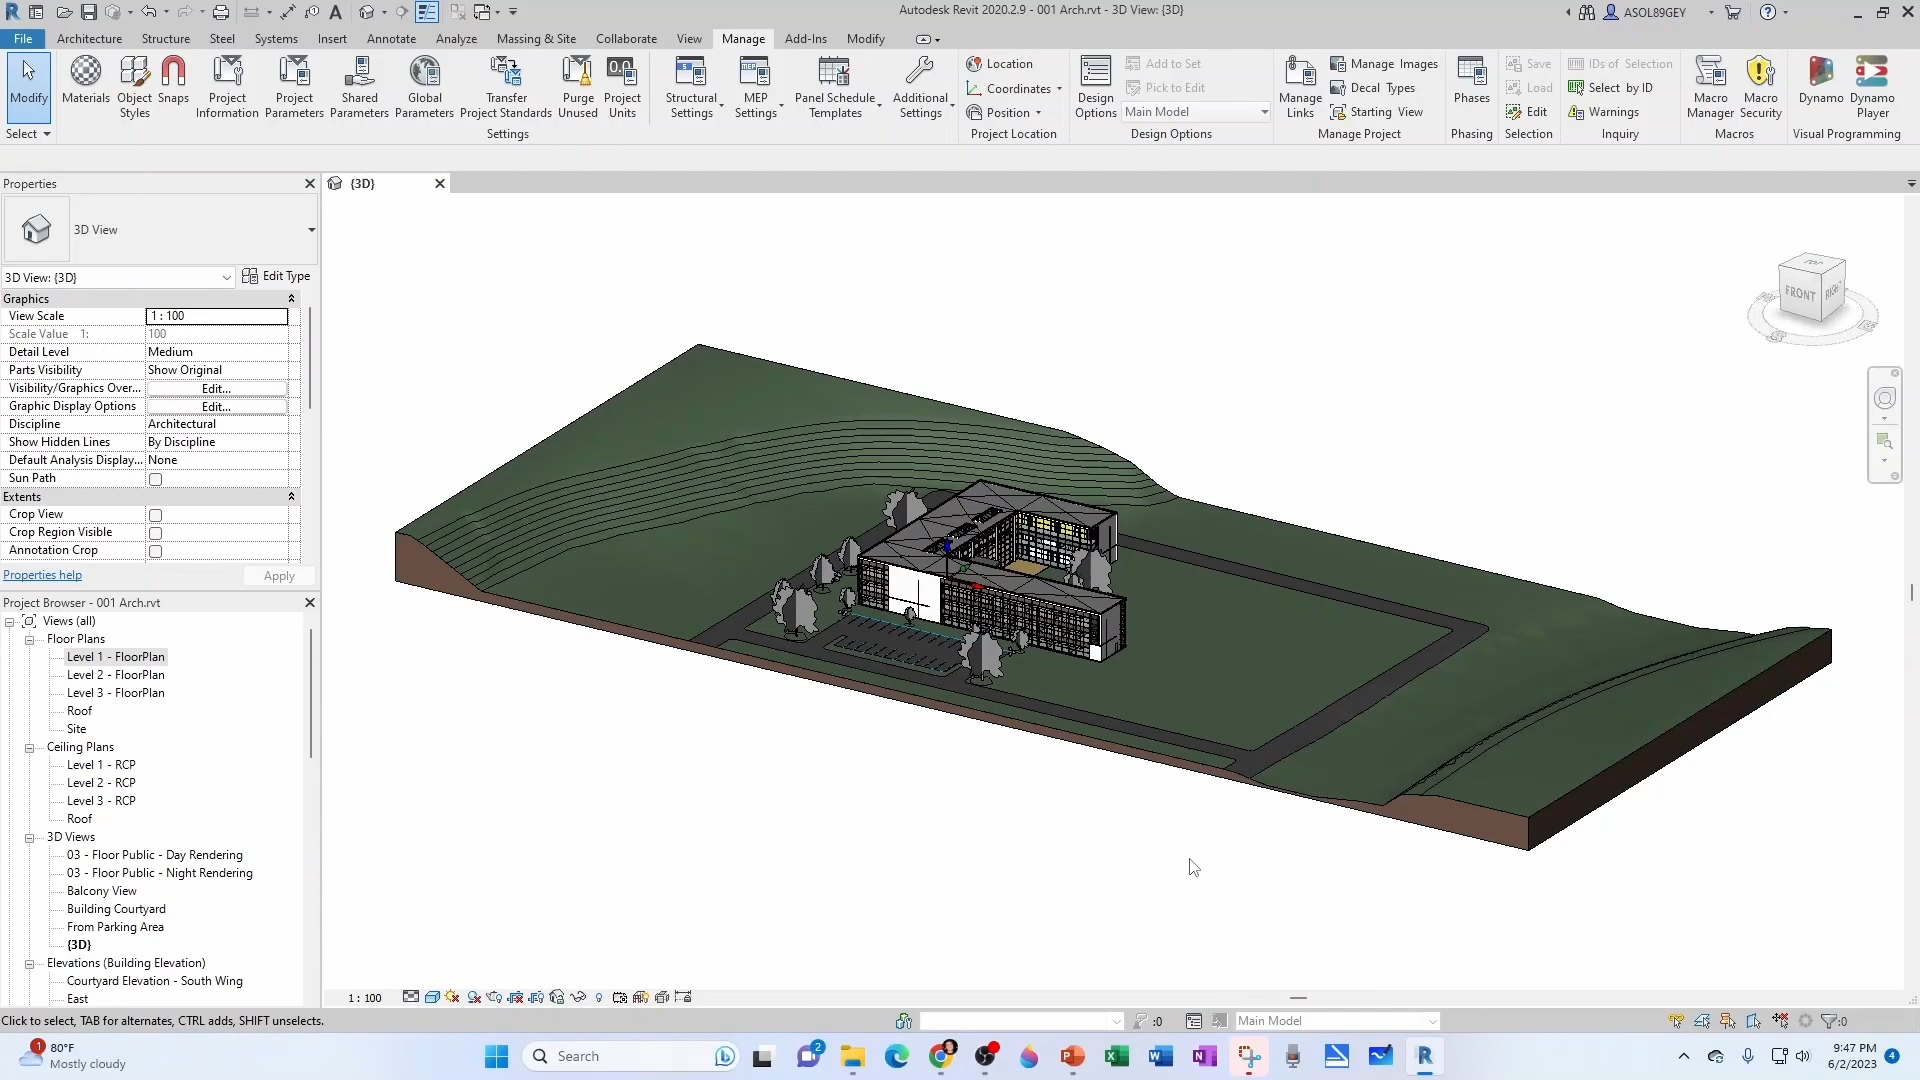 Autodesk Revit 2020.2.9 - 001 Arch.rvt - 3D View: {3D}
ASOL89GEY
File Architecture Structure Steel Systems Insert Annotate Analyze Massing & Site Collaborate View Manage Add-Ins Modify
Modify
Materials
Object Styles
Snaps
Project Information
Project Parameters
Shared Parameters
Global Parameters
Transfer Project Standards
Purge Unused
Project Units
Structural Settings
MEP Settings
Panel Schedule Templates
Additional Settings
Location
Coordinates
Position
Design Options
Add to Set
Pick to Edit
Main Model
Manage Links
Manage Images
Decal Types
Starting View
Phases
Save
Load
Edit
IDs of Selection
Select by ID
Warnings
Macro Manager
Macro Security
Dynamo
Dynamo Player
Select
Settings
Project Location
Design Options
Manage Project
Phasing
Selection
Inquiry
Macros
Visual Programming
Properties
{3D}
3D View
3D View: {3D}
Edit Type
Graphics
View Scale 1 : 100
Scale Value 1: 100
Detail Level Medium
Parts Visibility Show Original
Visibility/Graphics Over... Edit...
Graphic Display Options Edit...
Discipline Architectural
Show Hidden Lines By Discipline
Default Analysis Display... None
Sun Path
Extents
Crop View
Crop Region Visible
Annotation Crop
Properties help
Apply
TOP
FRONT
RIGHT
Project Browser - 001 Arch.rvt
Views (all)
Floor Plans
Level 1 - FloorPlan
Level 2 - FloorPlan
Level 3 - FloorPlan
Roof
Site
Ceiling Plans
Level 1 - RCP
Level 2 - RCP
Level 3 - RCP
Roof
3D Views
03 - Floor Public - Day Rendering
03 - Floor Public - Night Rendering
Balcony View
Building Courtyard
From Parking Area
{3D}
Elevations (Building Elevation)
Courtyard Elevation - South Wing
East
1 : 100
Click to select, TAB for alternates, CTRL adds, SHIFT unselects.
:0
Main Model
:0
1
80°F
Mostly cloudy
Search
2
9:47 PM
6/2/2023
4